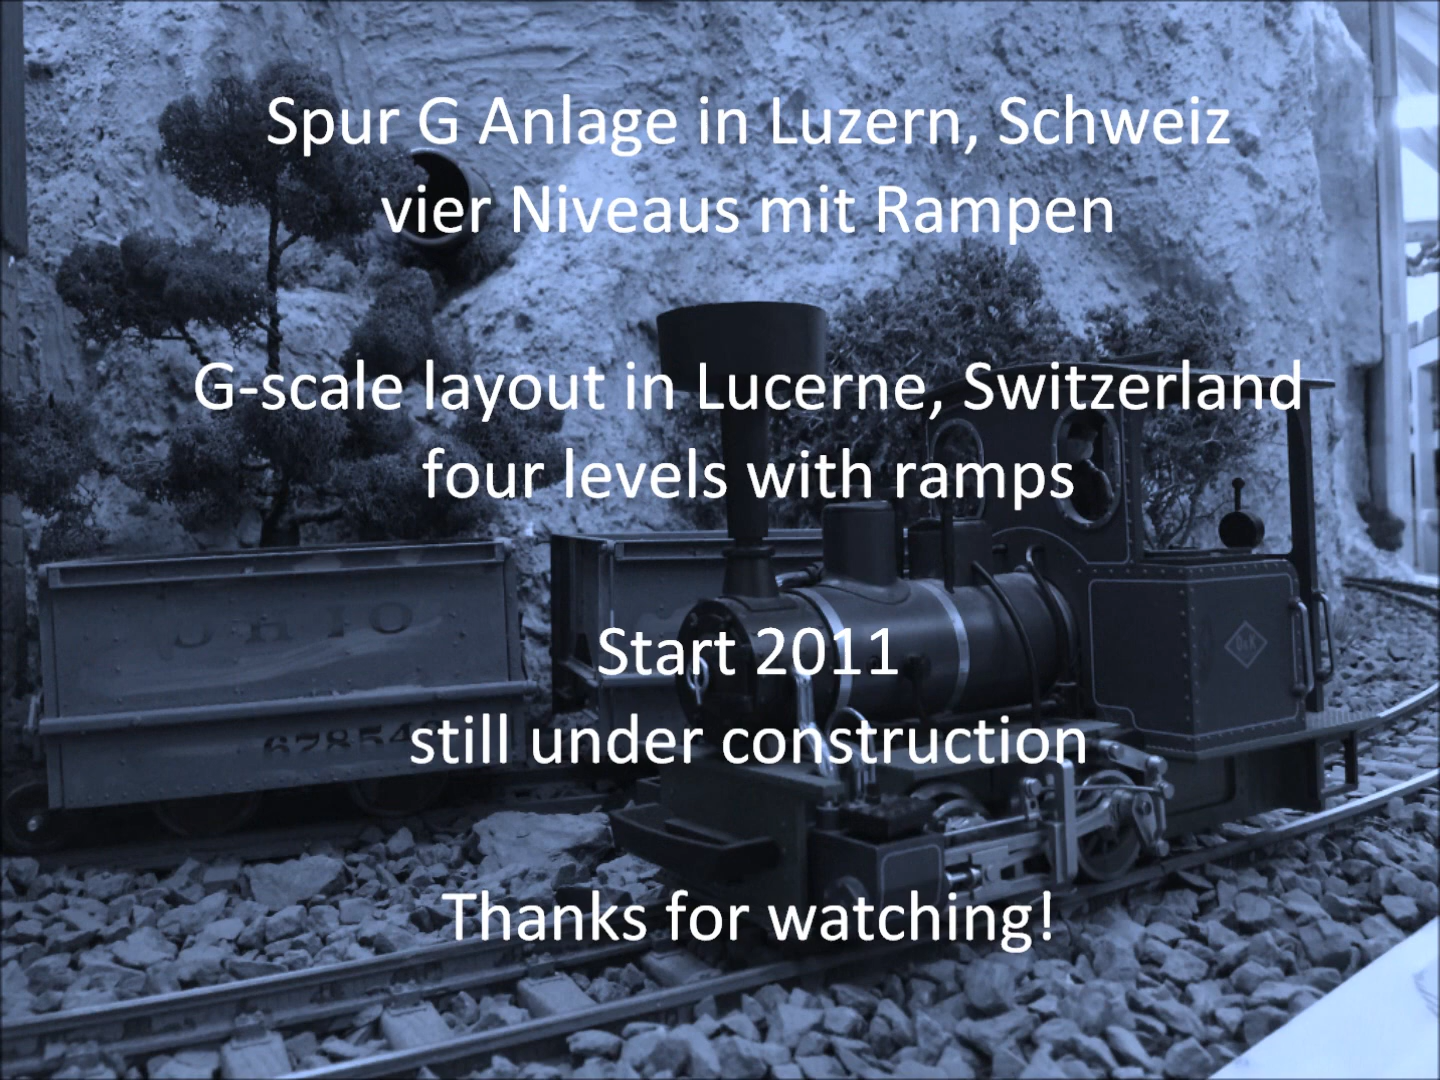 Spur G Anlage in Luzern, Schweiz
vier Niveaus mit Rampen
G-scale layout in Lucerne, Switzerland
four levels with ramps
Start 2011
still under construction
Thanks for watching!
OHIO